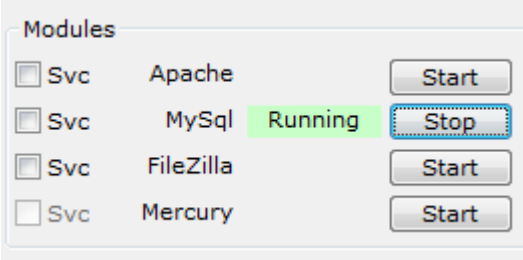 Modules
Svc Apache Start
Svc MySql Running Stop
Svc FileZilla Start
Svc Mercury Start